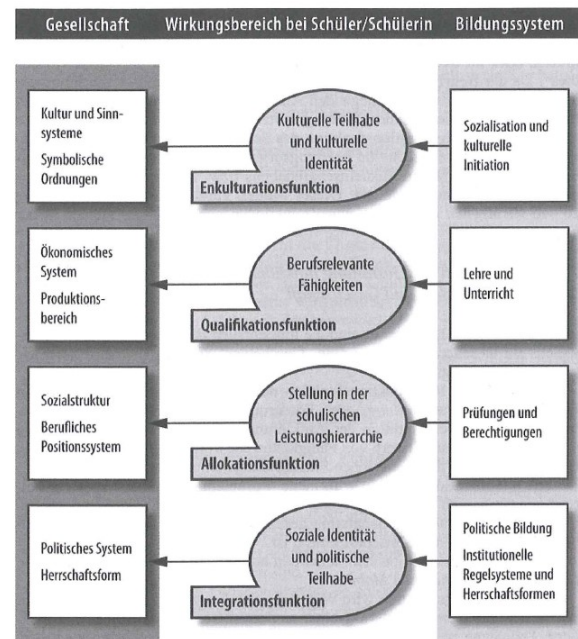 Gesellschaft
Wirkungsbereich bei Schüler/Schülerin
Bildungssystem
Kultur und Sinn-
systeme
Symbolische
Ordnungen
Kulturelle Teilhabe
und kulturelle
Identität
Enkulturationsfunktion
Sozialisation und
kulturelle
Initiation
Ökonomisches
System
Produktions-
bereich
Berufsrelevante
Fähigkeiten
Qualifikationsfunktion
Lehre und
Unterricht
Sozialstruktur
Berufliches
Positionssystem
Stellung in der
schulischen
Leistungshierarchie
Allokationsfunktion
Prüfungen und
Berechtigungen
Politisches System
Herrschaftsform
Soziale Identität
und politische
Teilhabe
Integrationsfunktion
Politische Bildung
Institutionelle
Regelsysteme und
Herrschaftsformen